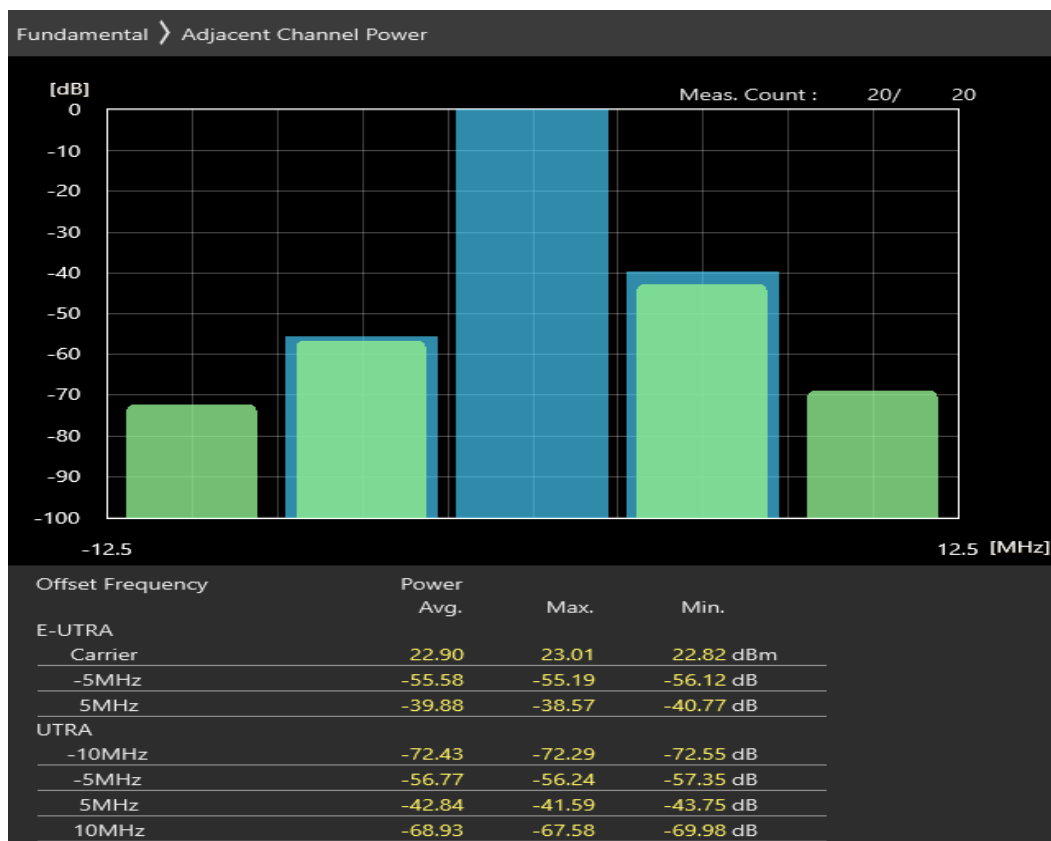 Fundamental 〉 Adjacent Channel Power
[dB]
Meas. Count : 20/ 20
0
-10
-20
-30
-40
-50
-60
-70
-80
-90
-100
-12.5 12.5 [MHz]
Offset Frequency Power
Avg. Max. Min.
E-UTRA
Carrier 22.90 23.01 22.82 dBm
-5MHz -55.58 -55.19 -56.12 dB
5MHz -39.88 -38.57 -40.77 dB
UTRA
-10MHz -72.43 -72.29 -72.55 dB
-5MHz -56.77 -56.24 -57.35 dB
5MHz -42.84 -41.59 -43.75 dB
10MHz -68.93 -67.58 -69.98 dB